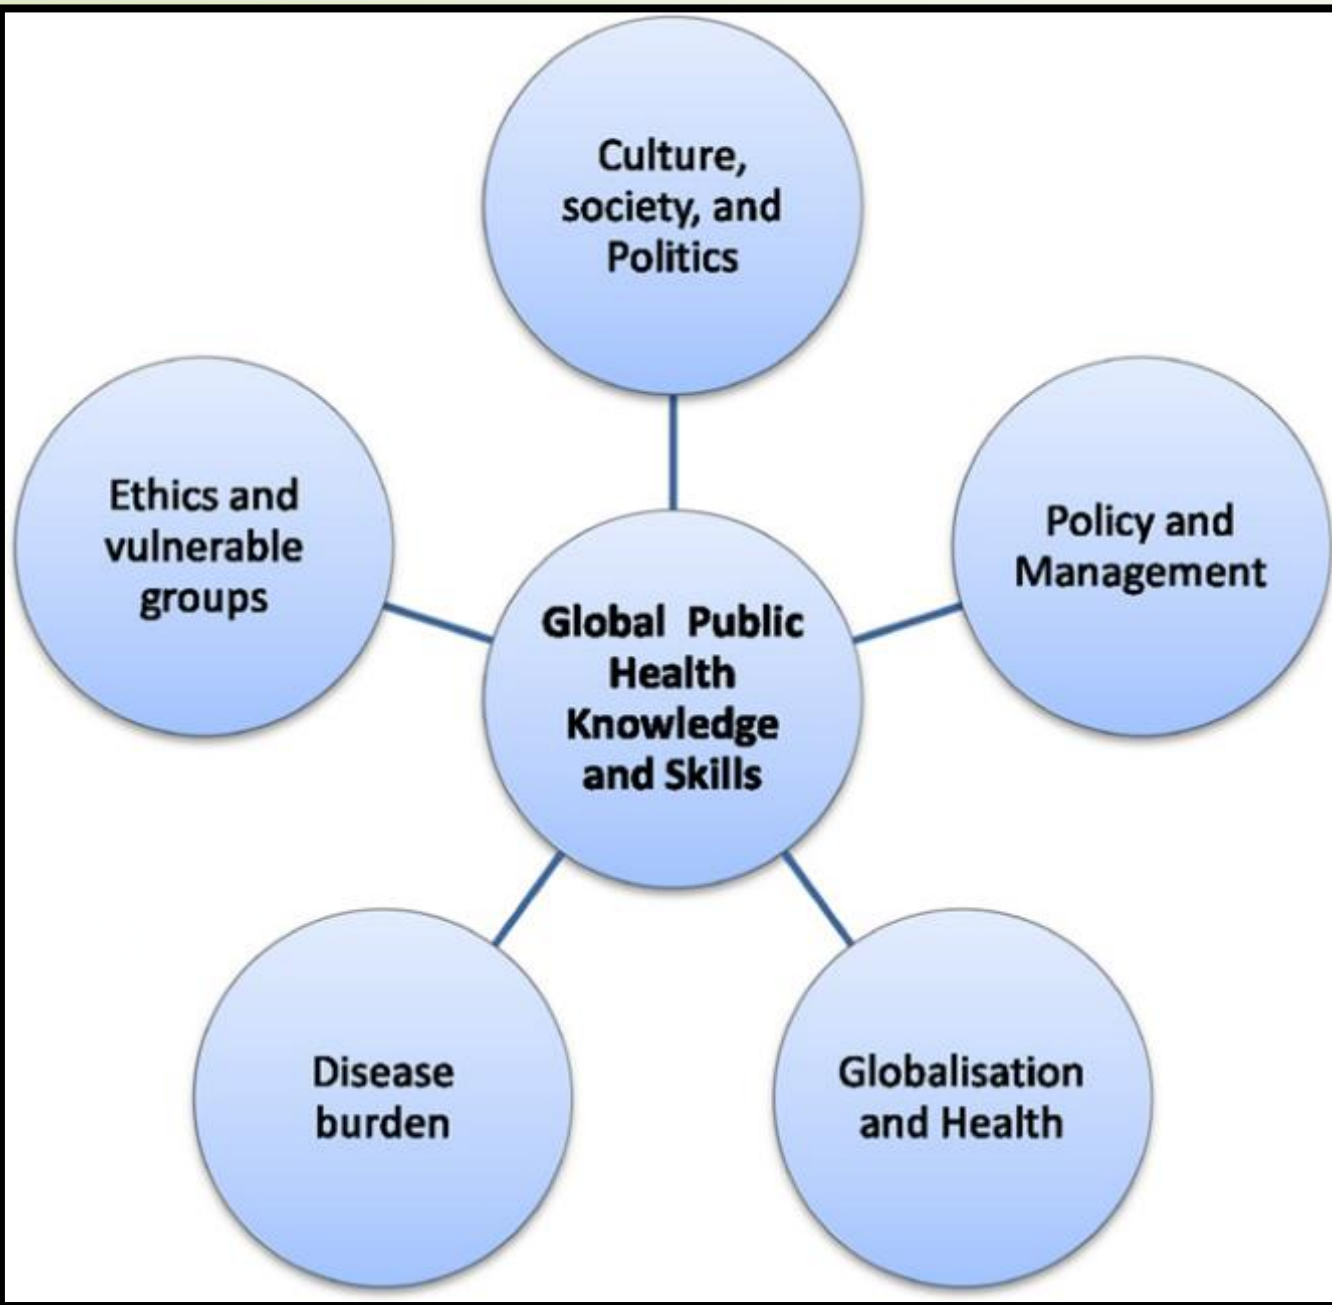 Culture,
society, and
Politics
Ethics and
vulnerable
groups
Policy and
Management
Global  Public
Health
Knowledge
and Skills
Disease
burden
Globalisation
and Health